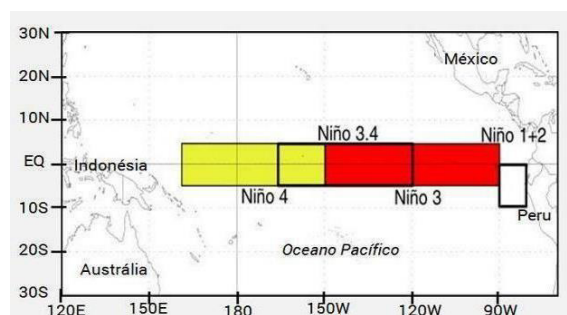 30N
México
20N
10N
Niño 3.4
Niño 1+2
EQ
Indonésia
Niño 4
Niño 3
10S
Peru
20S
Oceano Pacífico
Austrália
30S
120E
150E
180
150W
120W
90W